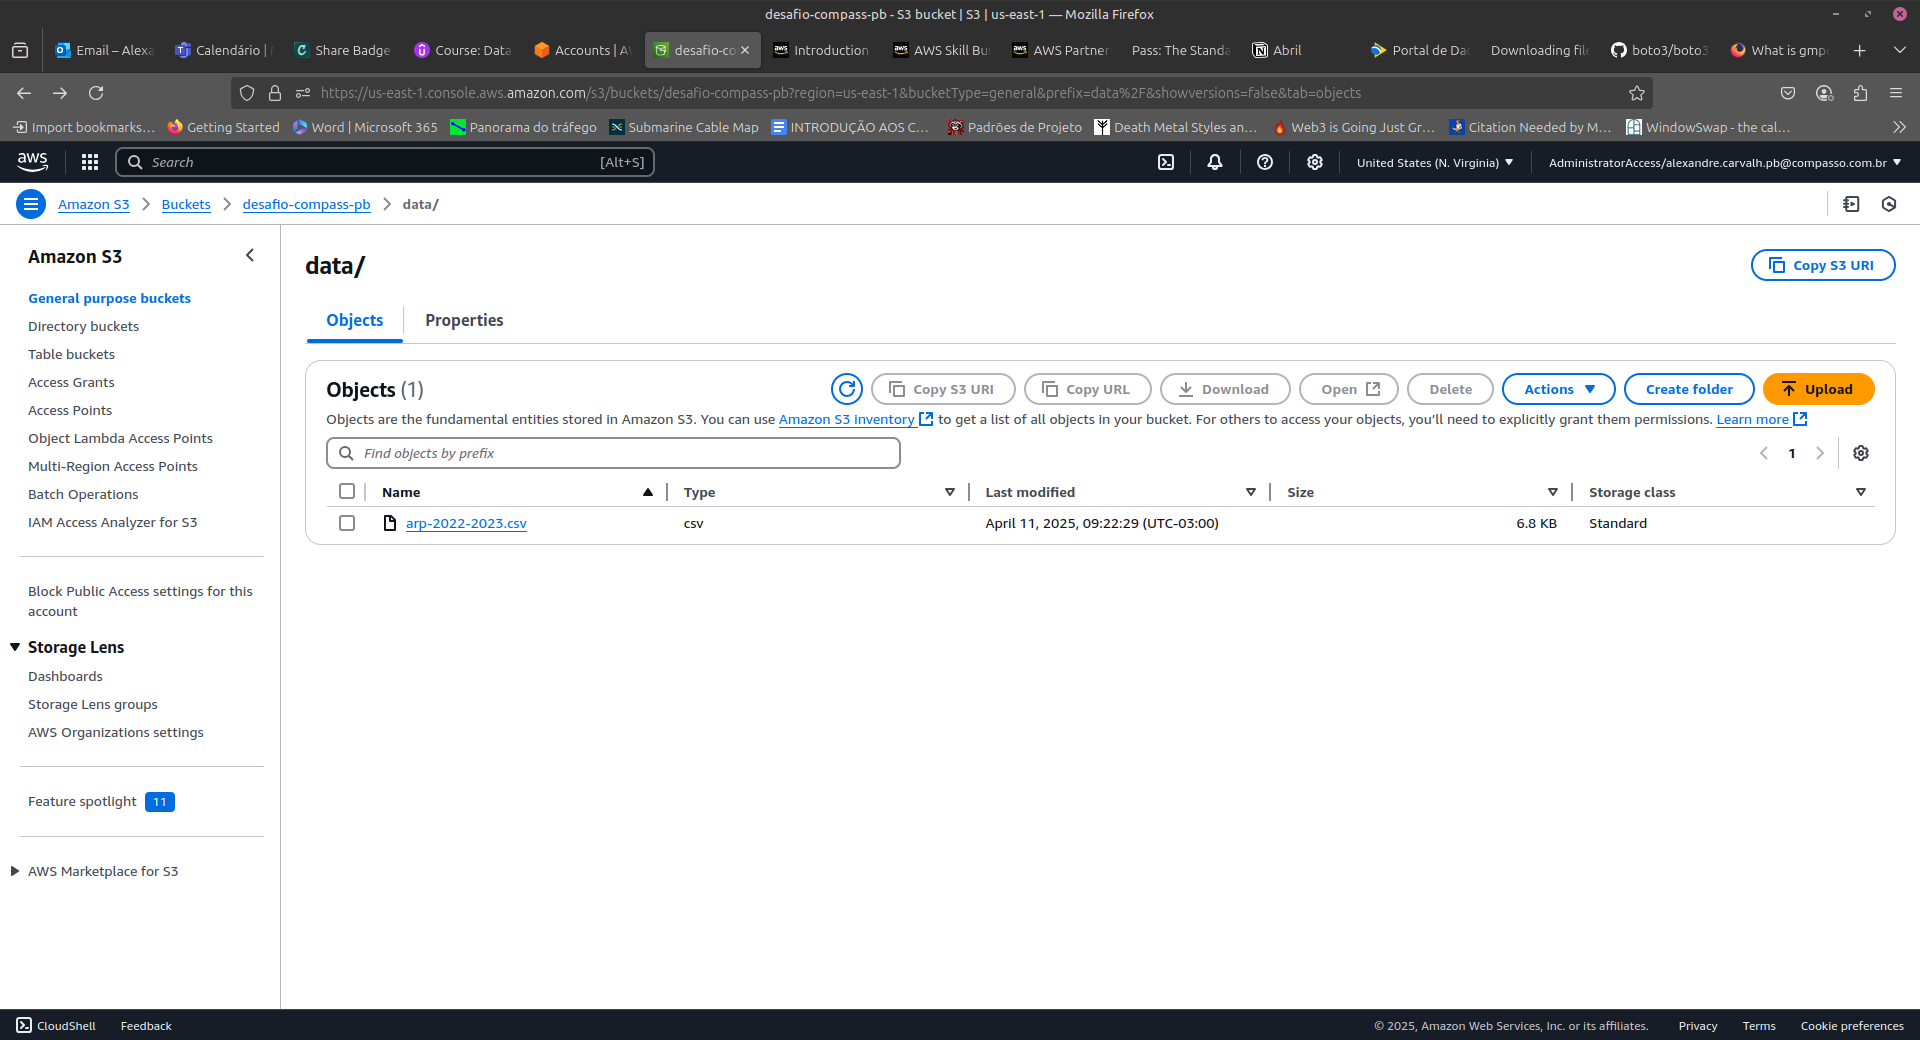 desafio-compass-pb - S3 bucket | S3 | us-east-1 — Mozilla Firefox
Email – Alexa
Calendário |
Share Badge
Course: Data
Accounts | A
desafio-co
Introduction
AWS Skill Bui
AWS Partner
Pass: The Standa
Abril
Portal de Da
Downloading file
boto3/boto3
What is gmp
https://us-east-1.console.aws.amazon.com/s3/buckets/desafio-compass-pb?region=us-east-1&bucketType=general&prefix=data%2F&showversions=false&tab=objects
Import bookmarks...
Getting Started
Word | Microsoft 365
Panorama do tráfego
Submarine Cable Map
INTRODUÇÃO AOS C...
Padrões de Projeto
Death Metal Styles an...
Web3 is Going Just Gr...
Citation Needed by M...
WindowSwap - the cal...
aws
Search [Alt+S]
United States (N. Virginia)
AdministratorAccess/alexandre.carvalh.pb@compasso.com.br
Amazon S3
Buckets
desafio-compass-pb
data/
Amazon S3
General purpose buckets
Directory buckets
Table buckets
Access Grants
Access Points
Object Lambda Access Points
Multi-Region Access Points
Batch Operations
IAM Access Analyzer for S3
Block Public Access settings for this
account
Storage Lens
Dashboards
Storage Lens groups
AWS Organizations settings
Feature spotlight 11
AWS Marketplace for S3
data/
Copy S3 URI
Objects
Properties
Objects (1)
Copy S3 URI
Copy URL
Download
Open
Delete
Actions
Create folder
Upload
Objects are the fundamental entities stored in Amazon S3. You can use Amazon S3 inventory to get a list of all objects in your bucket. For others to access your objects, you'll need to explicitly grant them permissions. Learn more
Find objects by prefix
1
Name Type Last modified Size Storage class
arp-2022-2023.csv csv April 11, 2025, 09:22:29 (UTC-03:00) 6.8 KB Standard
CloudShell
Feedback
© 2025, Amazon Web Services, Inc. or its affiliates.
Privacy
Terms
Cookie preferences